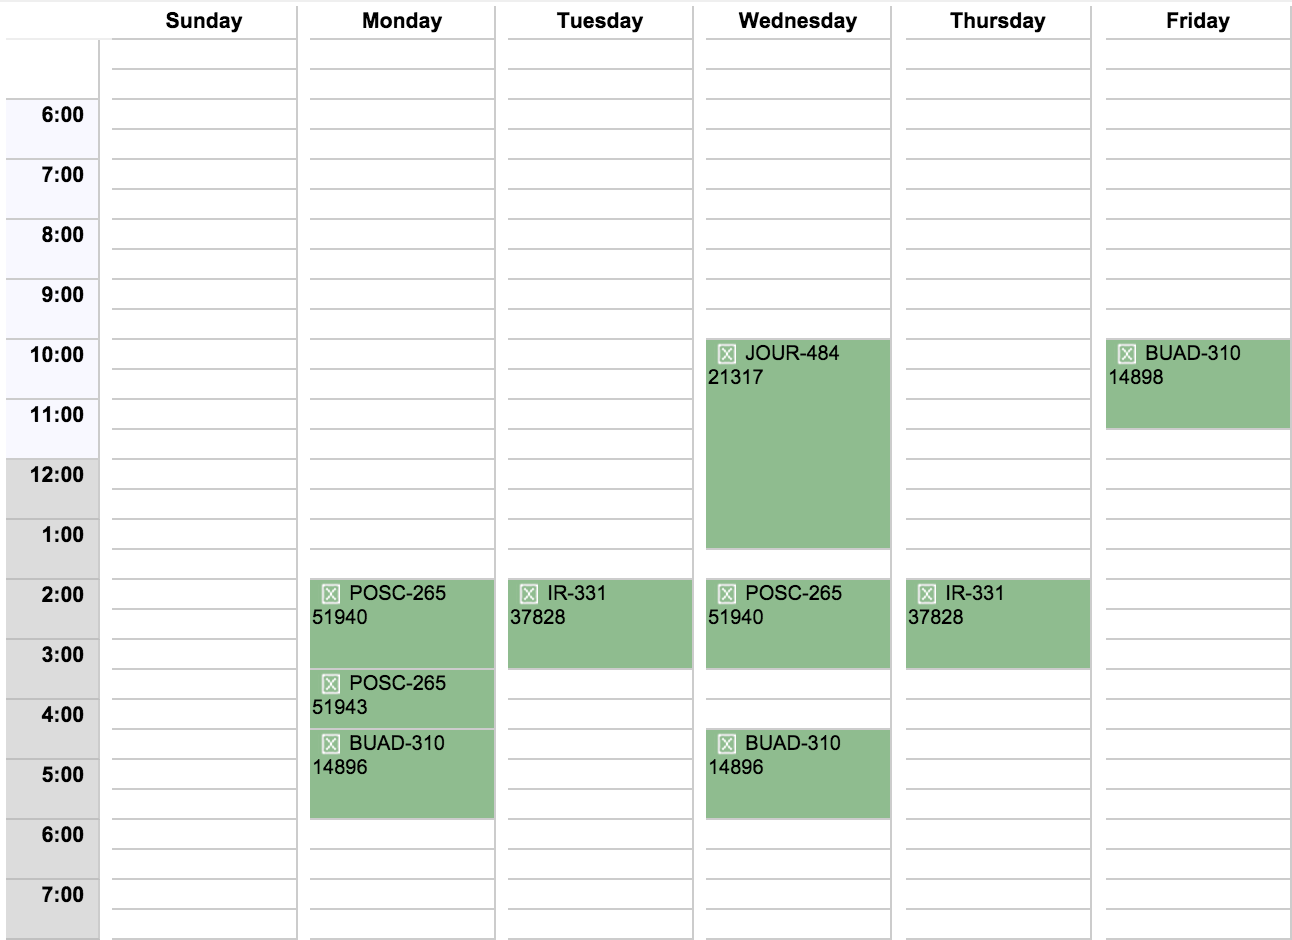 Sunday Monday Tuesday Wednesday Thursday Friday
6:00
7:00
8:00
9:00
10:00 JOUR-484 BUAD-310
21317 14898
11:00
12:00
1:00
2:00 POSC-265 IR-331 POSC-265 IR-331
51940 37828 51940 37828
3:00
POSC-265
51943
4:00
BUAD-310 BUAD-310
14896 14896
5:00
6:00
7:00